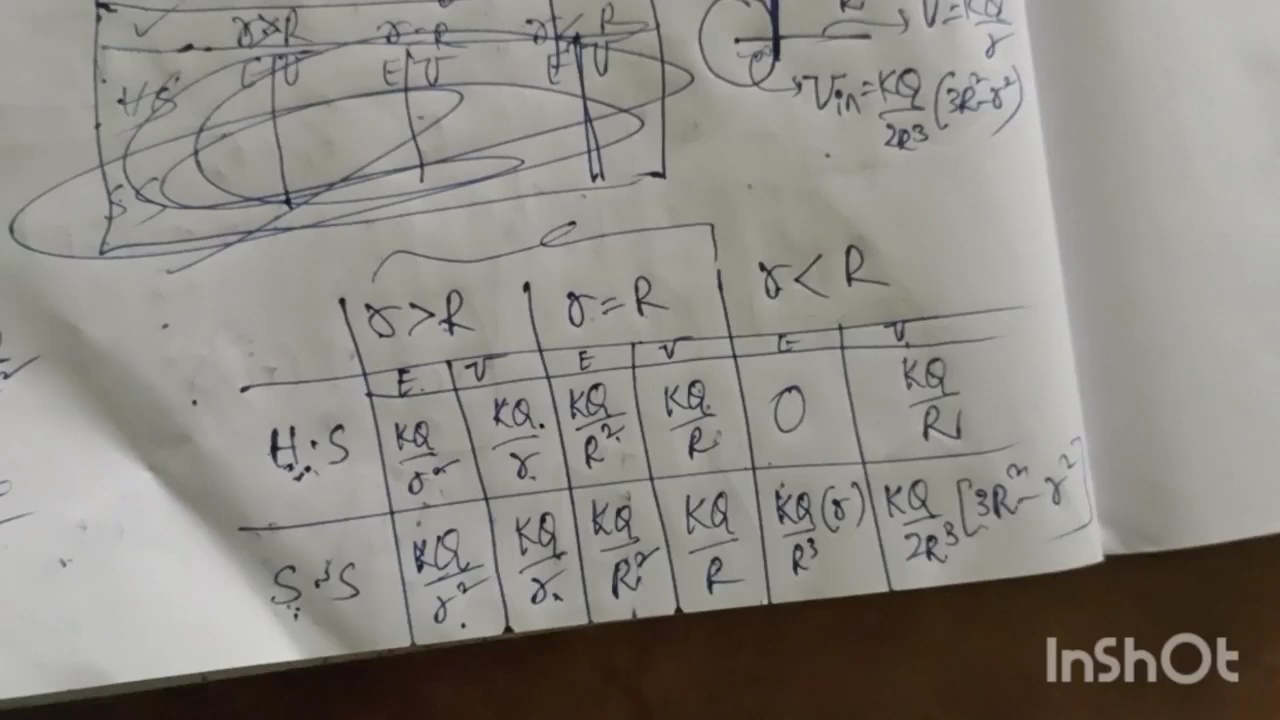 r>R r=R r<R
E V E V E V
H S
V=KQ/r
Vin=KQ/2R³(3R²-r²)
r>R r=R r<R
E. V E V E V
H.S KQ/r² KQ/r KQ/R² KQ/R 0 KQ/R
S.S KQ/r² KQ/r KQ/R² KQ/R KQ/R³(r) KQ/2R³[3R²-r²]
InShOt